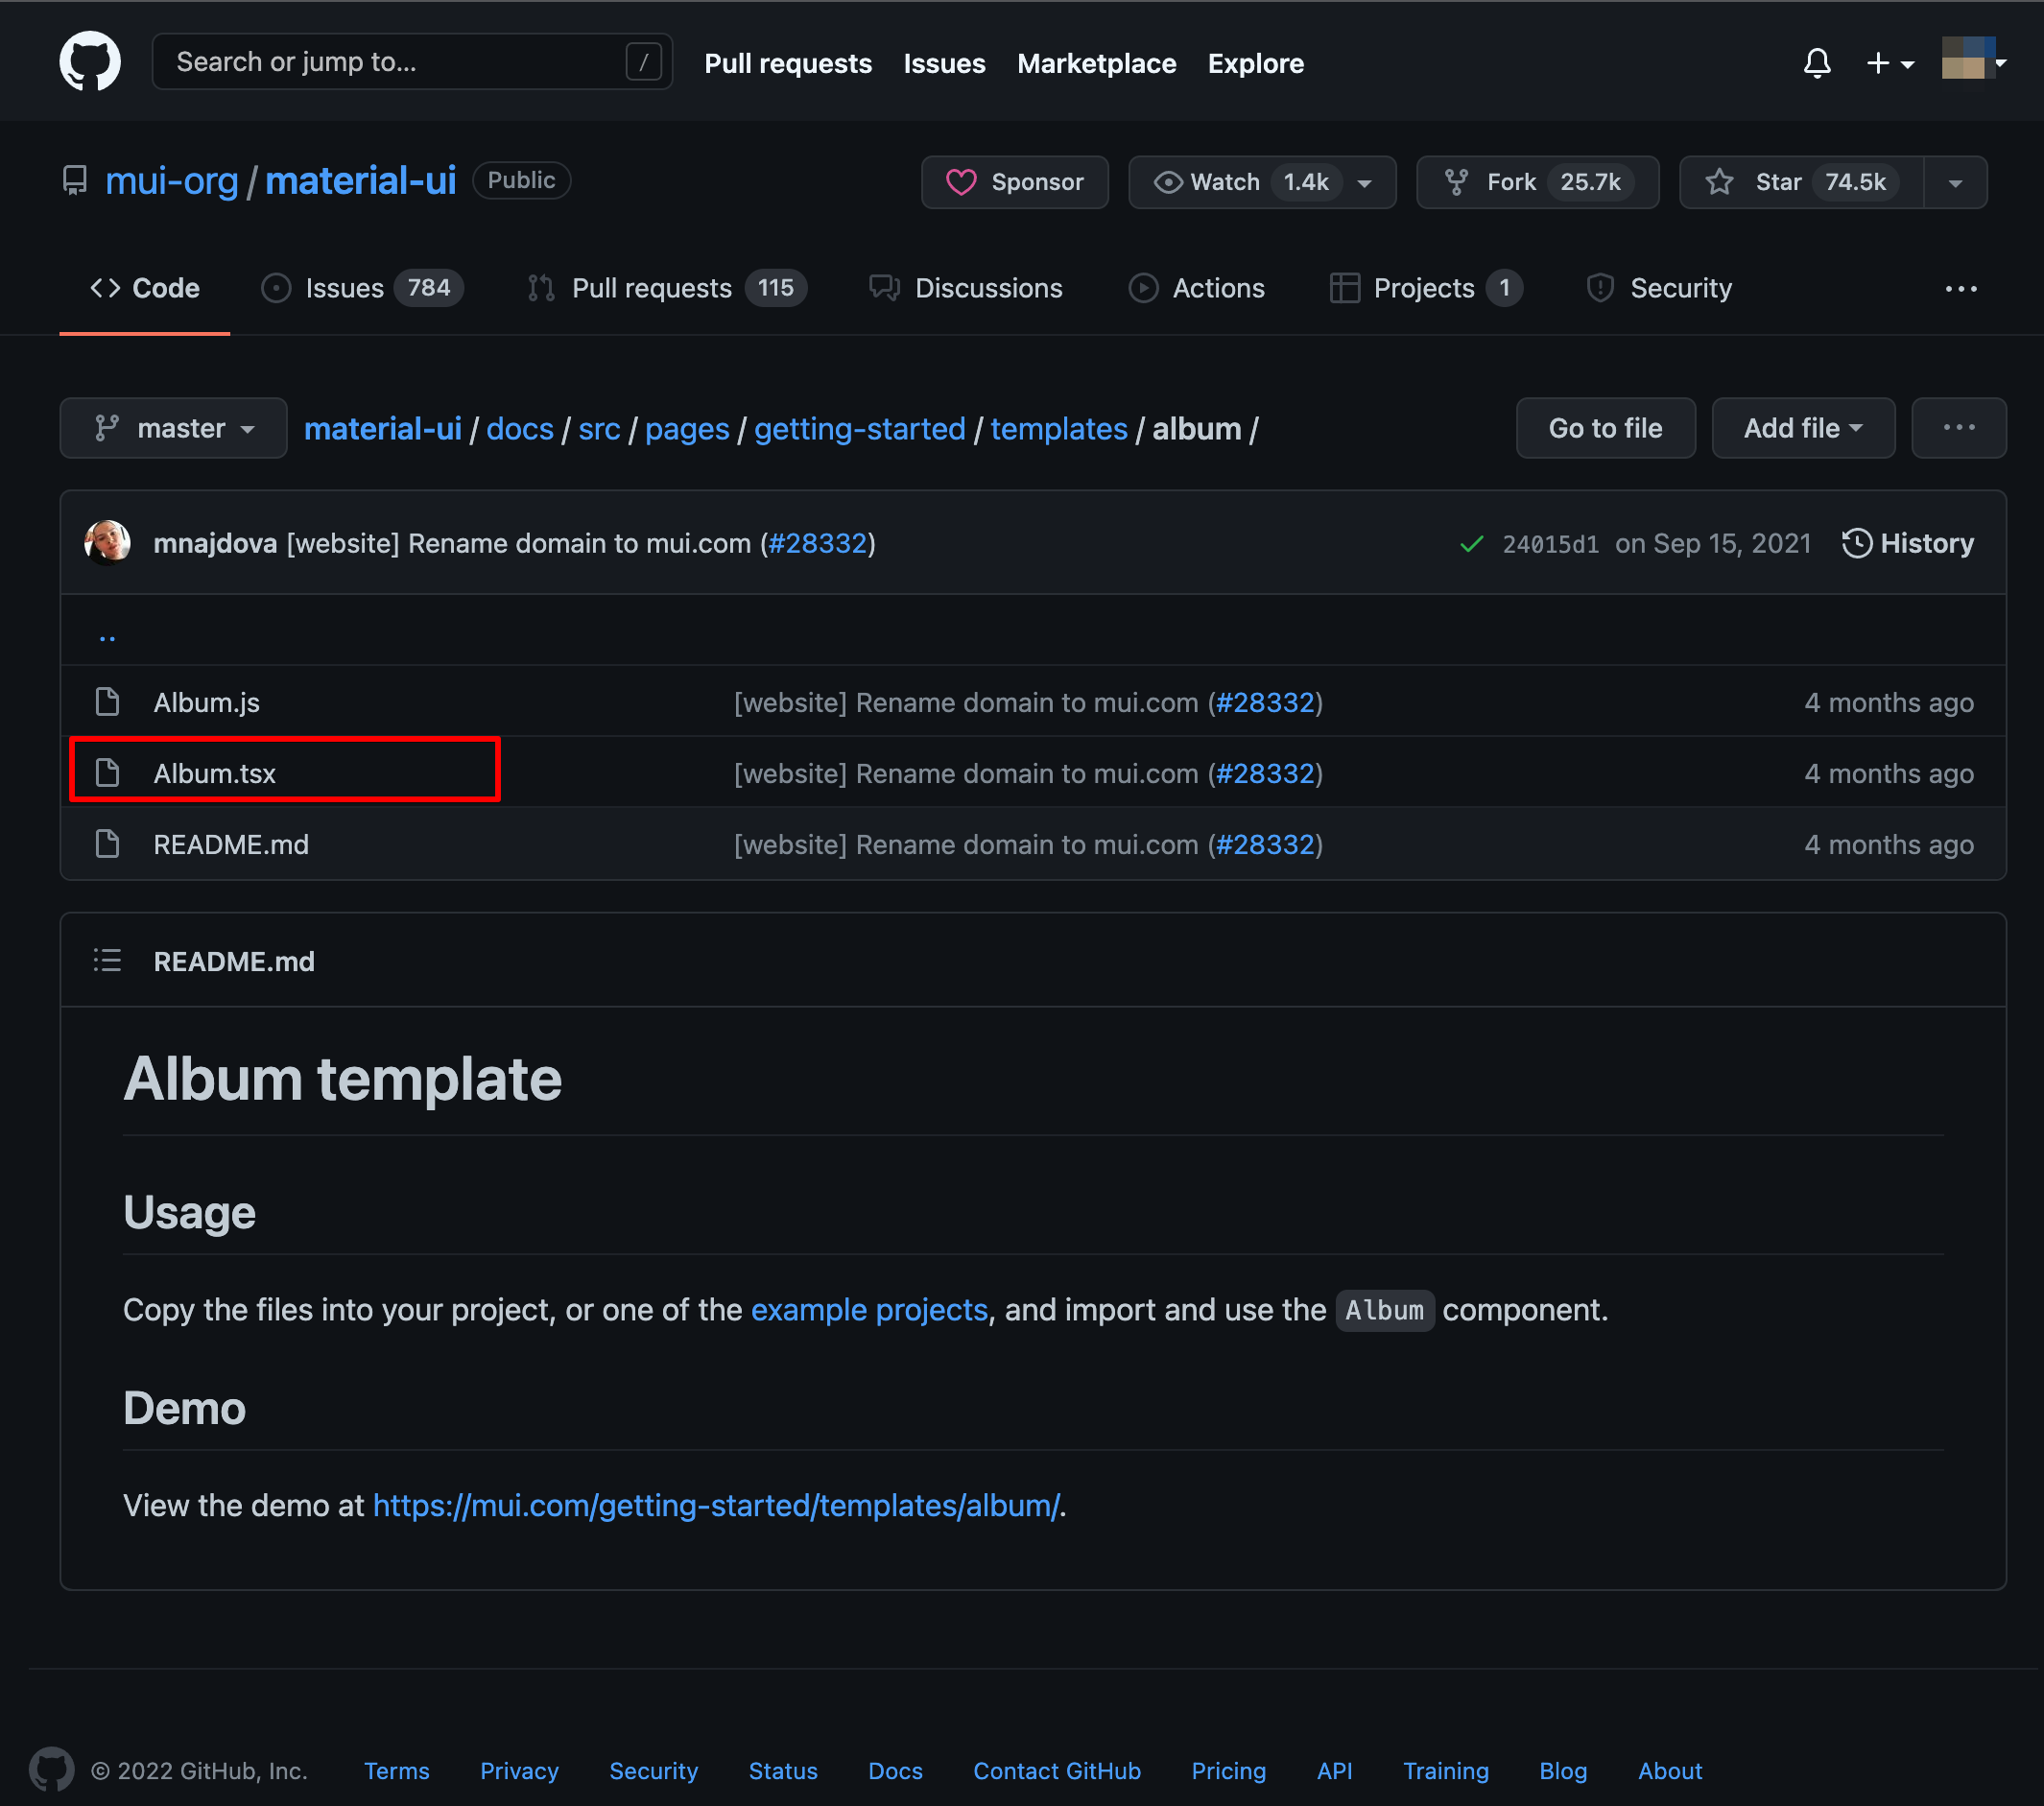 Search or jump to... / Pull requests Issues Marketplace Explore
mui-org / material-ui Public Sponsor Watch 1.4k Fork 25.7k Star 74.5k
Code Issues 784 Pull requests 115 Discussions Actions Projects 1 Security ...
master material-ui / docs / src / pages / getting-started / templates / album / Go to file Add file ...
mnajdova [website] Rename domain to mui.com (#28332) 24015d1 on Sep 15, 2021 History
..
Album.js [website] Rename domain to mui.com (#28332) 4 months ago
Album.tsx [website] Rename domain to mui.com (#28332) 4 months ago
README.md [website] Rename domain to mui.com (#28332) 4 months ago
README.md
Album template
Usage
Copy the files into your project, or one of the example projects, and import and use the Album component.
Demo
View the demo at https://mui.com/getting-started/templates/album/.
© 2022 GitHub, Inc. Terms Privacy Security Status Docs Contact GitHub Pricing API Training Blog About